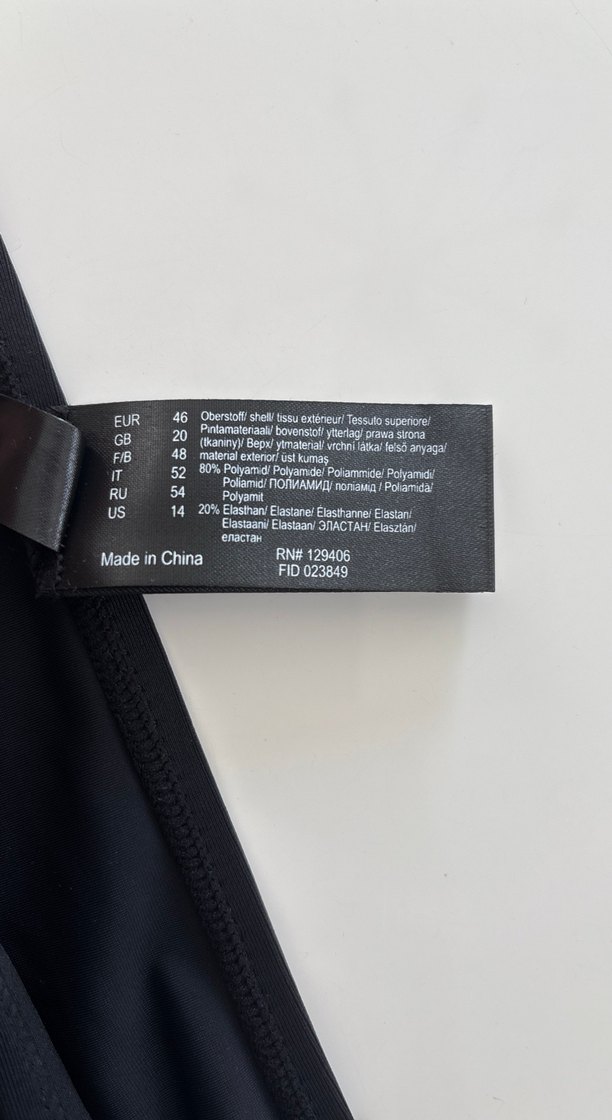 EUR 46
GB 20
F/B 48
IT 52
RU 54
US 14
Oberstoff/ shell/ tissu extérieur/ Tessuto superiore/
Pintamateriaali/ bovenstof/ ytterlag/ prawa strona
(tkaniny)/ Верх/ ytmaterial/ vrchní látka/ felső anyaga/
material exterior/ üst kumaş
80% Polyamid/ Polyamide/ Poliammide/ Polyamidi/
Poliamid/ ПОЛИАМИД/ поліамід / Poliamidă/
Polyamit
20% Elasthan/ Elastane/ Élasthanne/ Elastan/
Elastaani/ Elastaan/ ЭЛАСТАН/ Elasztán/
еластан
Made in China
RN# 129406
FID 023849